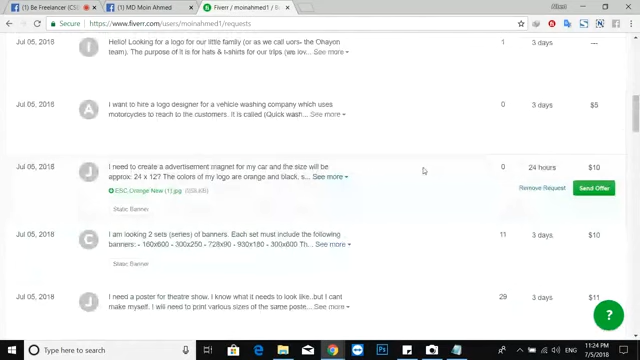 (1) Be Freelancer (CSE
(1) MD Moin Ahmed
Fiverr / moinahmed1 / B
Secure
https://www.fiverr.com/users/moinahmed1/requests
Jul 05, 2018
I
Hello! Looking for a logo for our little family (or as we call uors- the Ohayon
team). The purpose of it is for hats & t-shirts for our trips (we lov... See more
1
3 days
---
Jul 05, 2018
A
I want to hire a logo designer for a vehicle washing company which uses
motorcycles to reach to the customers. It is called (Quick wash... See more
0
3 days
$5
Jul 05, 2018
J
I need to create a advertisement magnet for my car and the size will be
approx: 24 x 12? The colors of my logo are orange and black, s... See more
ESC Orange New (1).jpg
Static Banner
0
24 hours
$10
Remove Request
Send Offer
Jul 05, 2018
C
I am looking 2 sets (series) of banners. Each set must include the following
banners: - 160x600 - 300x250 - 728x90 - 930x180 - 300x600 Th... See more
Static Banner
11
3 days
$10
Jul 05, 2018
J
I need a poster for theatre show. I know what it needs to look like..but I cant
make myself. I will need to print various sizes of the same poste... See more
29
3 days
$11
?
Type here to search
ENG
11:24 PM
7/5/2018